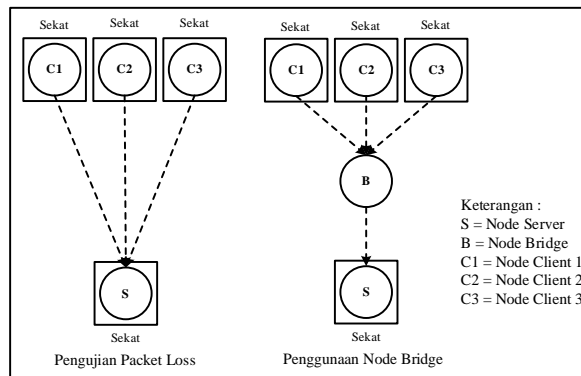 Sekat Sekat Sekat
C1 C2 C3
S
Sekat
Pengujian Packet Loss
Sekat Sekat Sekat
C1 C2 C3
B
S
Sekat
Penggunaan Node Bridge
Keterangan :
S = Node Server
B = Node Bridge
C1 = Node Client 1
C2 = Node Client 2
C3 = Node Client 3